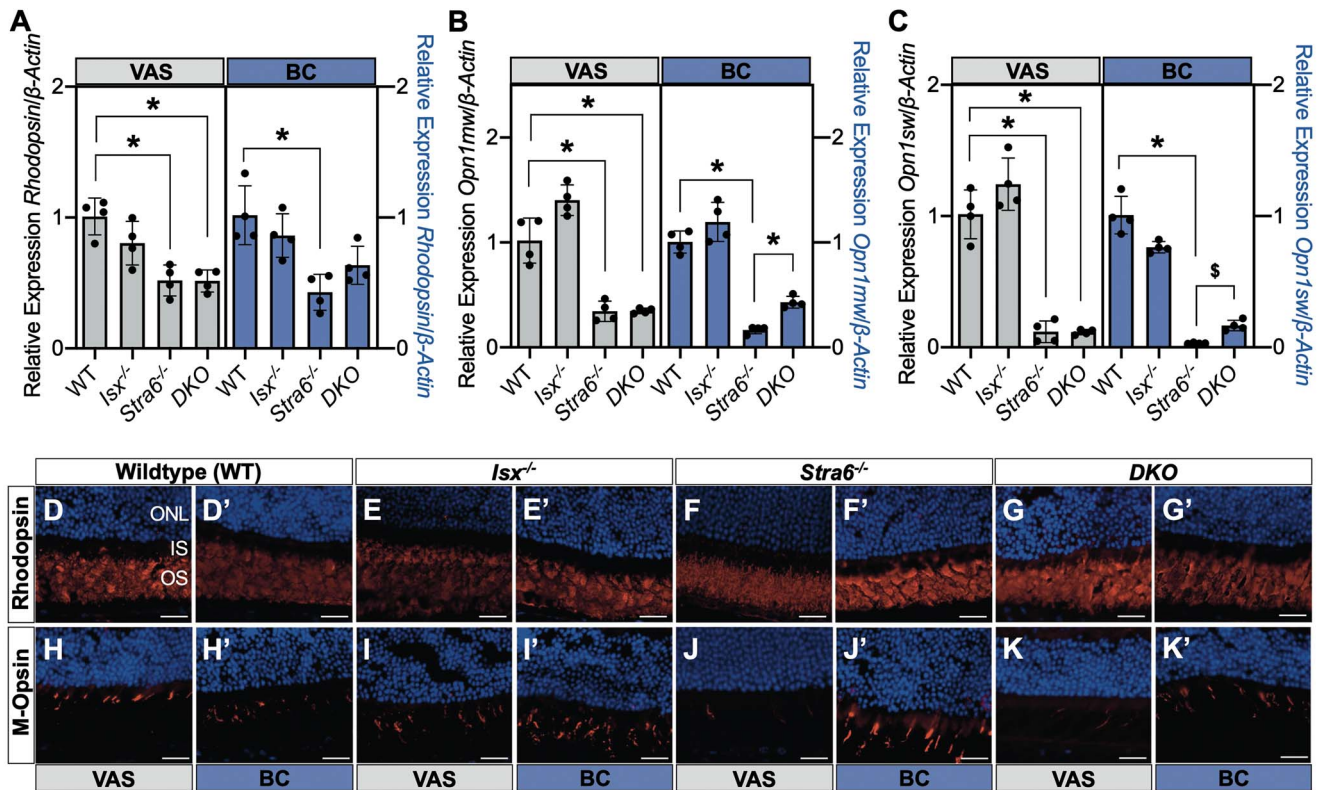 A
Relative Expression Rhodopsin/β-Actin
VAS
BC
Relative Expression Rhodopsin/β-Actin
2
1
0
2
1
0
*
*
*
WT
Isx-/-
Stra6-/-
DKO
WT
Isx-/-
Stra6-/-
DKO
B
Relative Expression Opn1mw/β-Actin
VAS
BC
Relative Expression Opn1mw/β-Actin
2
1
0
2
1
0
*
*
*
*
WT
Isx-/-
Stra6-/-
DKO
WT
Isx-/-
Stra6-/-
DKO
C
Relative Expression Opn1sw/β-Actin
VAS
BC
Relative Expression Opn1sw/β-Actin
2
1
0
2
1
0
*
*
*
$
WT
Isx-/-
Stra6-/-
DKO
WT
Isx-/-
Stra6-/-
DKO
Wildtype (WT)
Isx-/-
Stra6-/-
DKO
Rhodopsin
D
ONL
IS
OS
D'
E
E'
F
F'
G
G'
M-Opsin
H
H'
I
I'
J
J'
K
K'
VAS
BC
VAS
BC
VAS
BC
VAS
BC